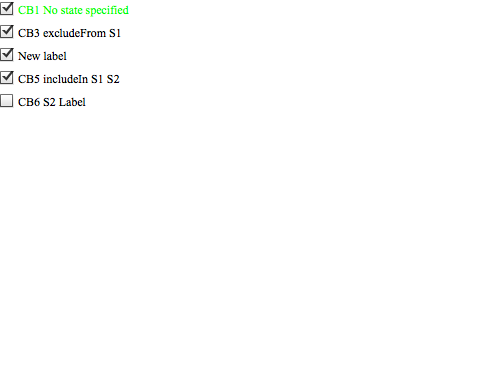 CB1 No state specified
CB3 excludeFrom S1
New label
CB5 includeIn S1 S2
CB6 S2 Label